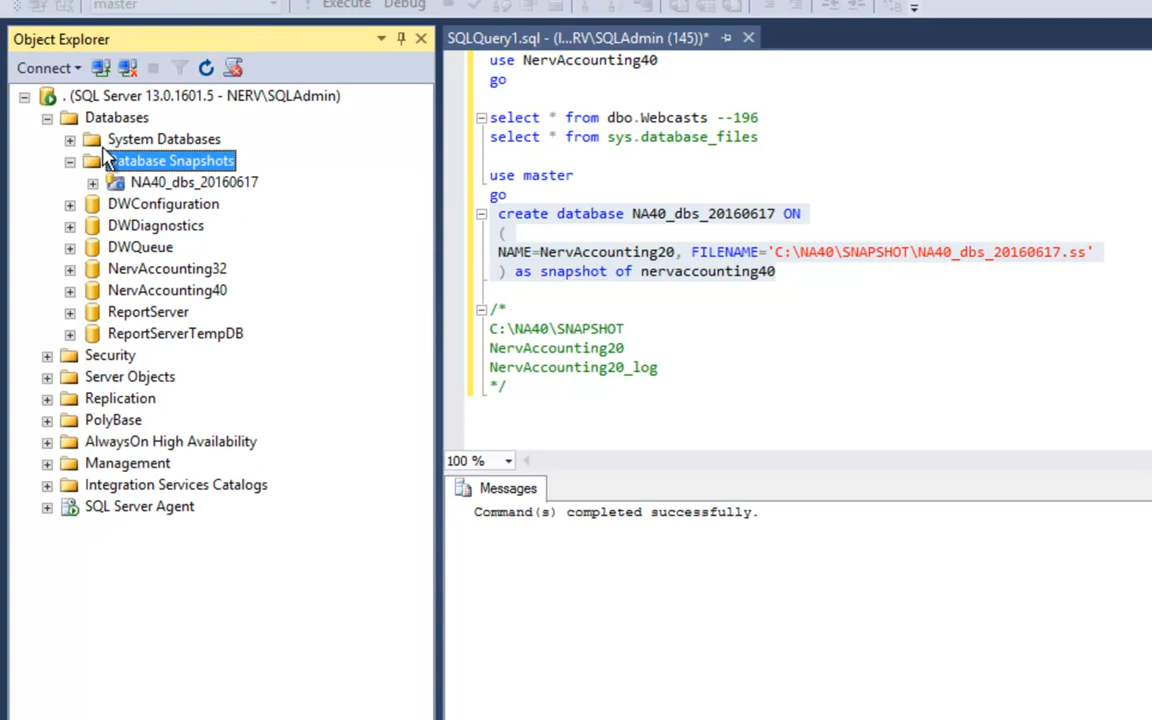 master
Execute
Debug
Object Explorer
SQLQuery1.sql - (l...RV\SQLAdmin (145))*
Connect
. (SQL Server 13.0.1601.5 - NERV\SQLAdmin)
Databases
System Databases
Database Snapshots
NA40_dbs_20160617
DWConfiguration
DWDiagnostics
DWQueue
NervAccounting32
NervAccounting40
ReportServer
ReportServerTempDB
Security
Server Objects
Replication
PolyBase
AlwaysOn High Availability
Management
Integration Services Catalogs
SQL Server Agent
use NervAccounting40
go
select * from dbo.Webcasts --196
select * from sys.database_files
use master
go
create database NA40_dbs_20160617 ON
(
NAME=NervAccounting20, FILENAME='C:\NA40\SNAPSHOT\NA40_dbs_20160617.ss'
) as snapshot of nervaccounting40
/*
C:\NA40\SNAPSHOT
NervAccounting20
NervAccounting20_log
*/
100 %
Messages
Command(s) completed successfully.